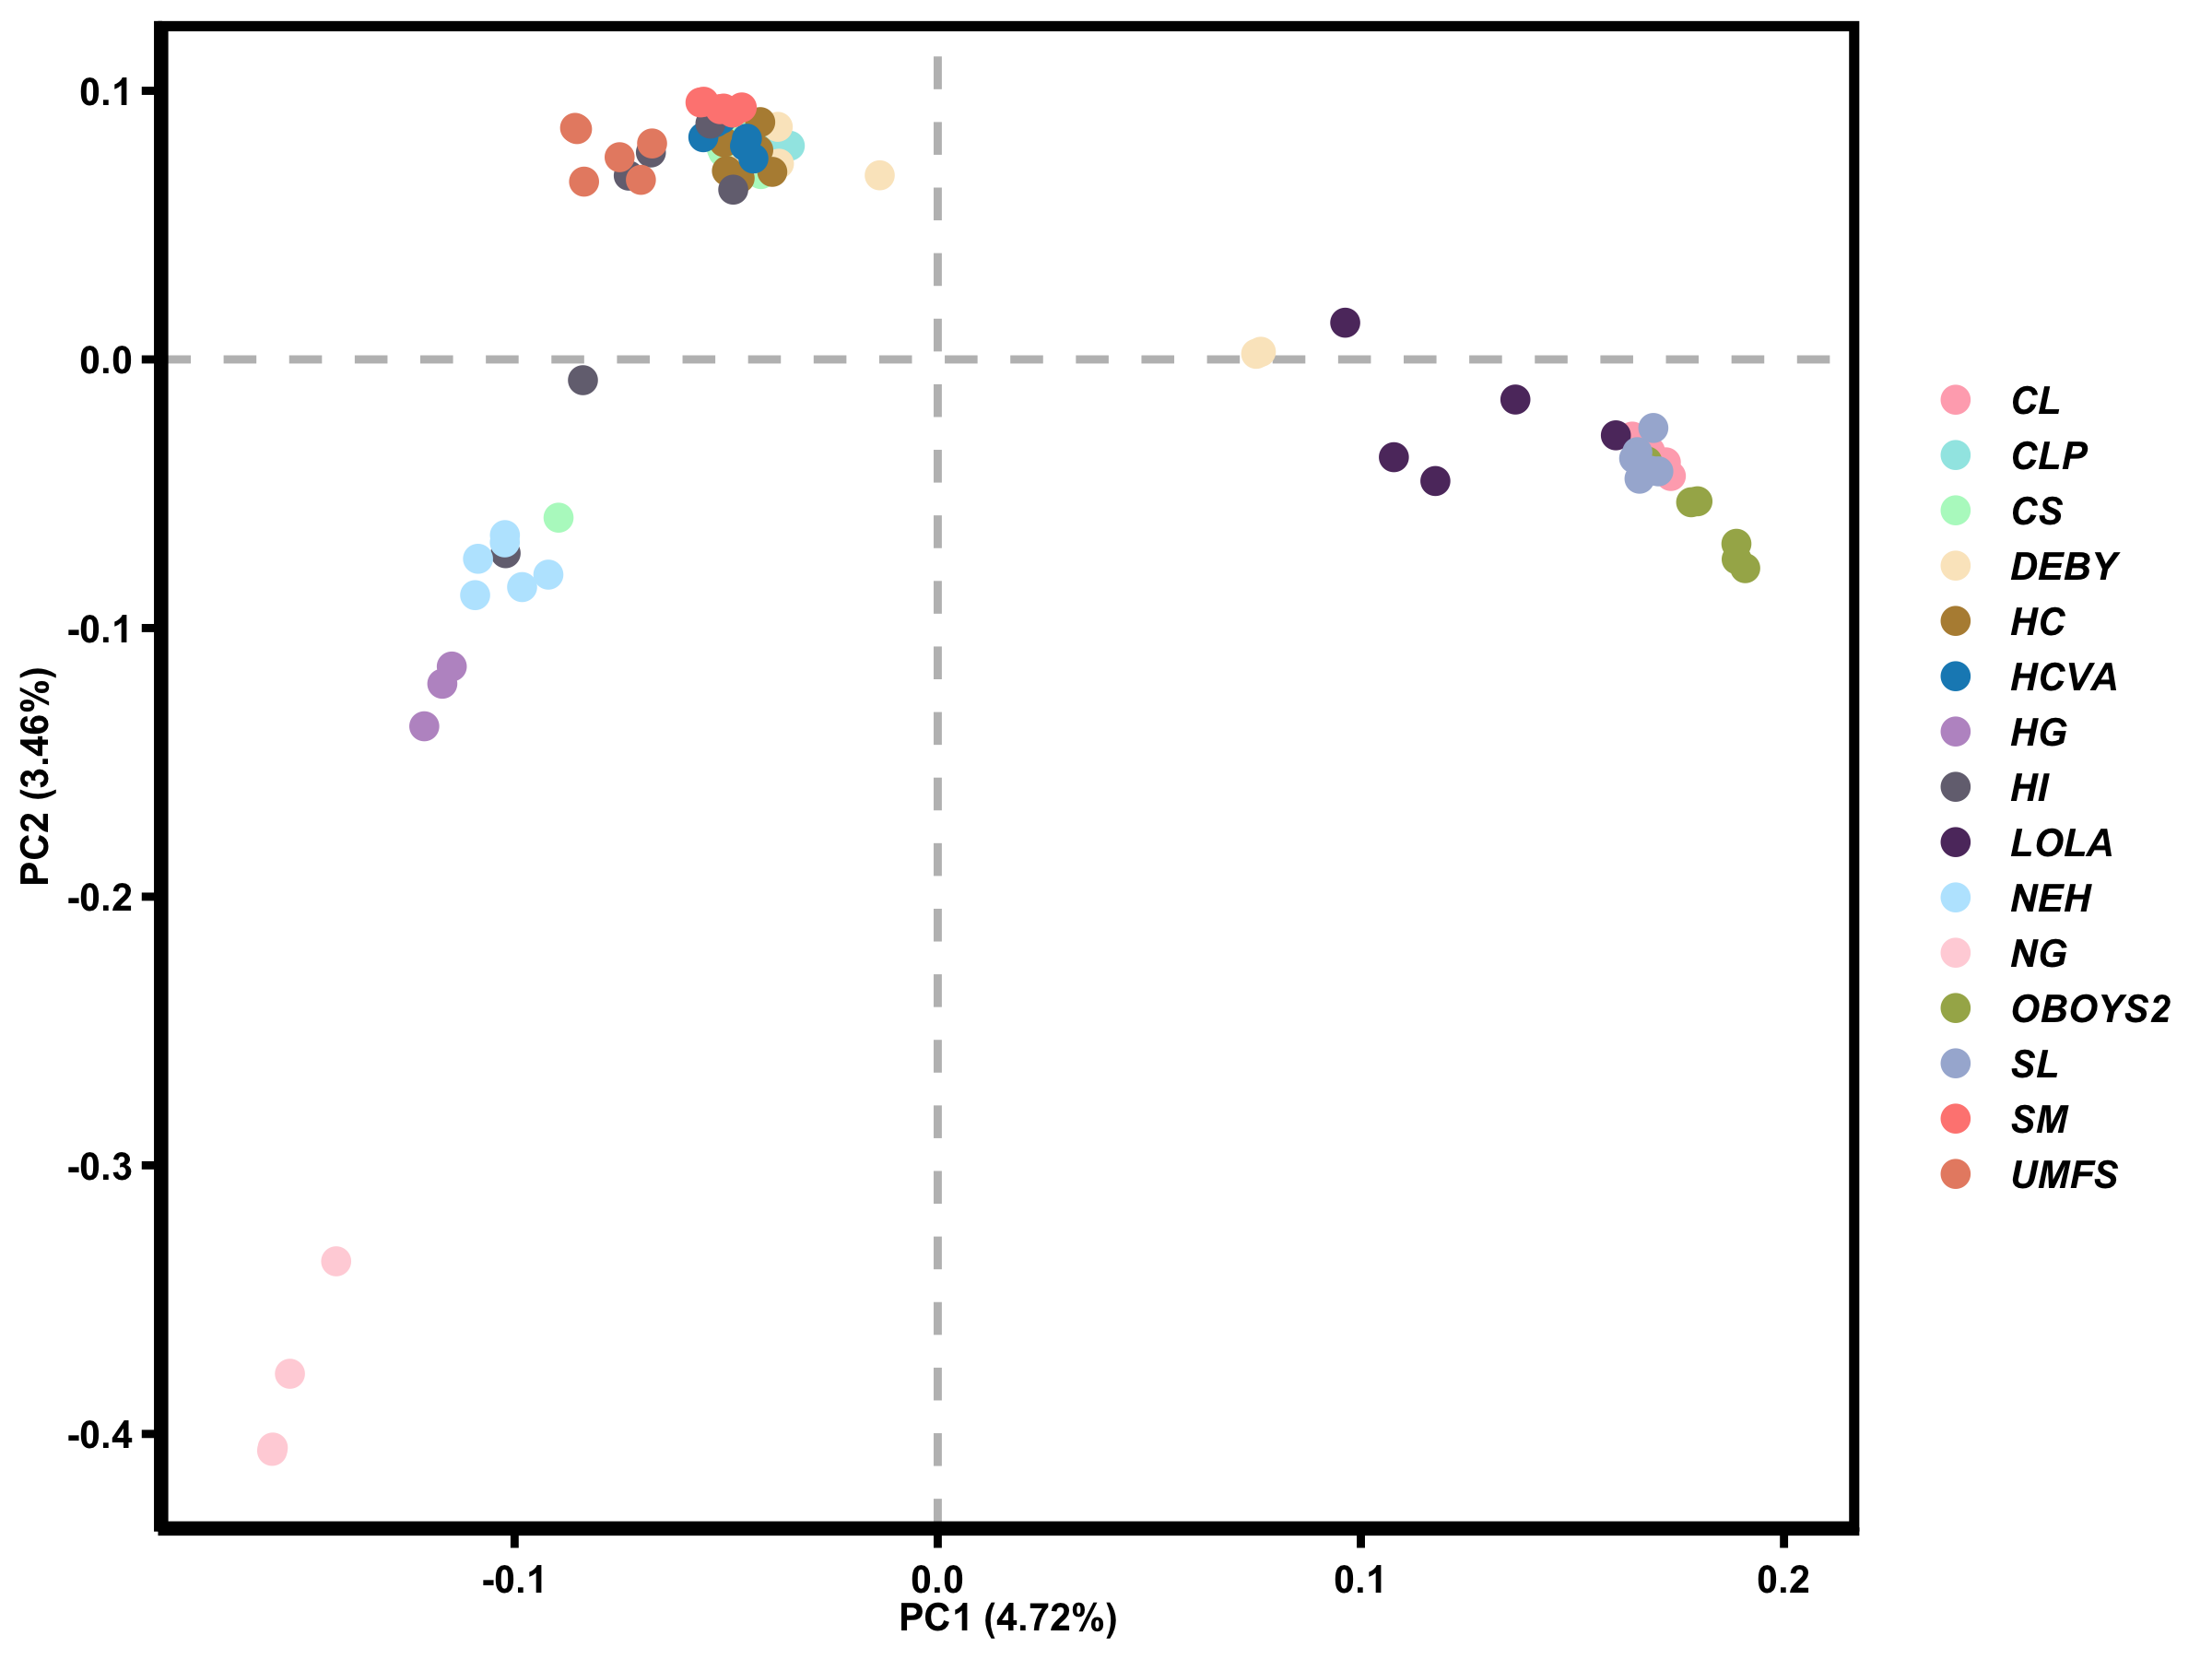 0.1
0.0
-0.1
-0.2
-0.3
-0.4
PC2 (3.46%)
-0.1
0.0
0.1
0.2
PC1 (4.72%)
CL
CLP
CS
DEBY
HC
HCVA
HG
HI
LOLA
NEH
NG
OBOYS2
SL
SM
UMFS